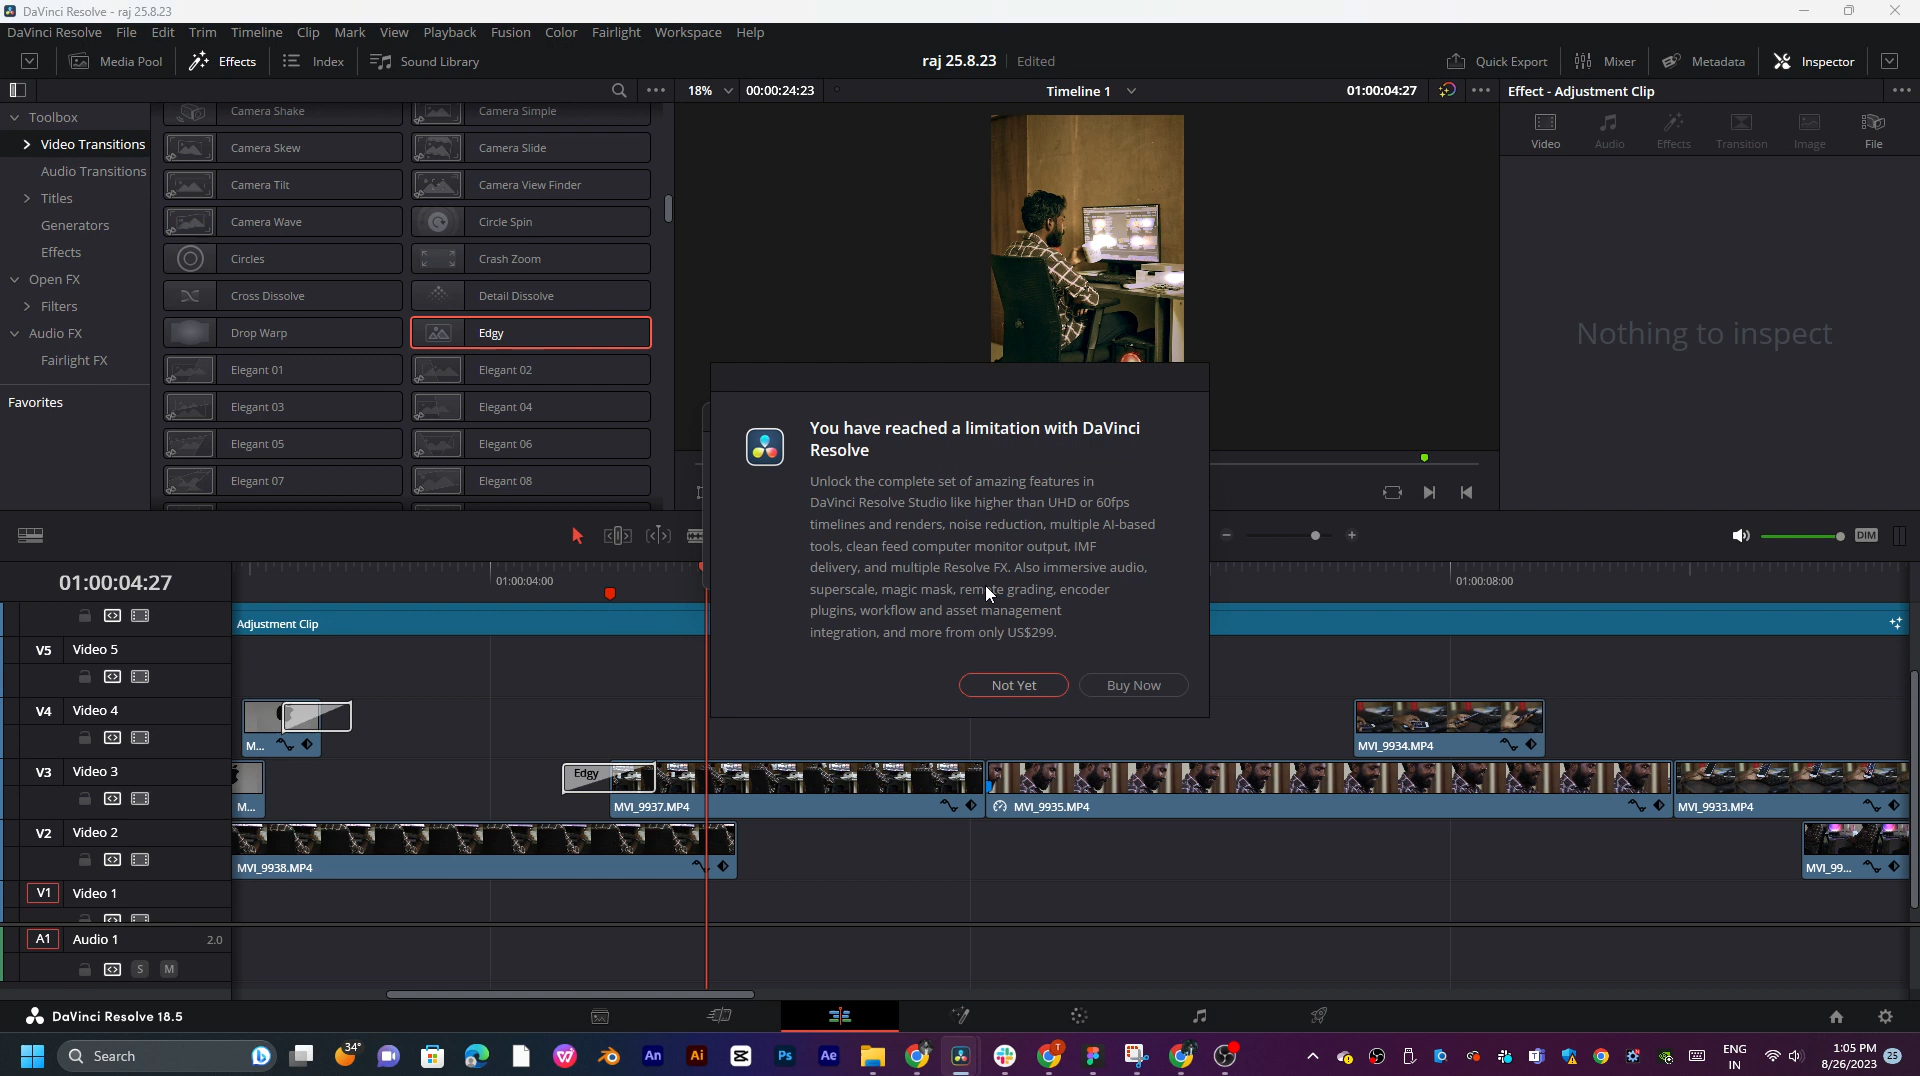 DaVinci Resolve - raj 25.8.23
DaVinci Resolve File Edit Trim Timeline Clip Mark View Playback Fusion Color Fairlight Workspace Help
Media Pool Effects Index Sound Library raj 25.8.23 Edited Quick Export Mixer Metadata Inspector
18% 00:00:24:23 Timeline 1 01:00:04:27 Effect - Adjustment Clip
Toolbox
Video Transitions
Audio Transitions
Titles
Generators
Effects
Open FX
Filters
Audio FX
Fairlight FX
Favorites
Camera Shake Camera Simple
Camera Skew Camera Slide
Camera Tilt Camera View Finder
Camera Wave Circle Spin
Circles Crash Zoom
Cross Dissolve Detail Dissolve
Drop Warp Edgy
Elegant 01 Elegant 02
Elegant 03 Elegant 04
Elegant 05 Elegant 06
Elegant 07 Elegant 08
Video Audio Effects Transition Image File
Nothing to inspect
You have reached a limitation with DaVinci
Resolve
Unlock the complete set of amazing features in
DaVinci Resolve Studio like higher than UHD or 60fps
timelines and renders, noise reduction, multiple AI-based
tools, clean feed computer monitor output, IMF
delivery, and multiple Resolve FX. Also immersive audio,
superscale, magic mask, remote grading, encoder
plugins, workflow and asset management
integration, and more from only US$299.
Not Yet Buy Now
DIM
01:00:04:27 01:00:04:00 01:00:08:00
Adjustment Clip
V5 Video 5
V4 Video 4
M... MVI_9934.MP4
V3 Video 3
Edgy
M... MVI_9937.MP4 MVI_9935.MP4 MVI_9933.MP4
V2 Video 2
MVI_9938.MP4 MVI_99...
V1 Video 1
A1 Audio 1 2.0
S M
DaVinci Resolve 18.5
Search 34° An Ai Ps Ae T ENG IN 1:05 PM 8/26/2023 25